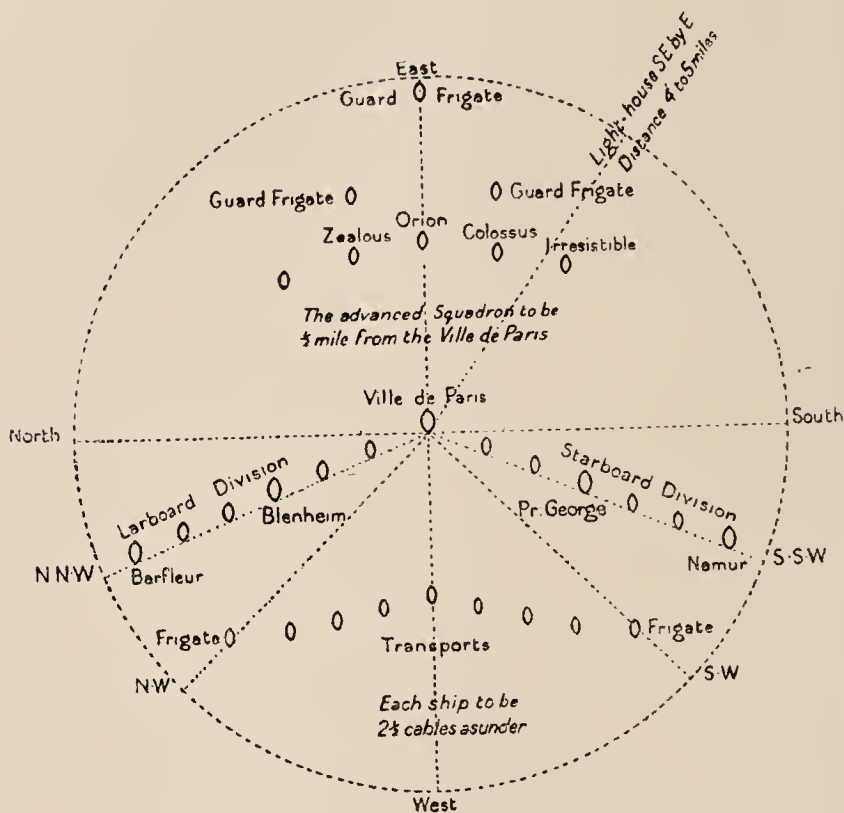 East
Guard Frigate
Light-house SE by E
Distance 4 to 5 miles
Guard Frigate
Guard Frigate
Orion
Zealous
Colossus
Irresistible
The advanced Squadron to be
½ mile from the Ville de Paris
Ville de Paris
North
South
Larboard Division
Starboard Division
Blenheim
Pr. George
Barfleur
Namur
N N·W
S·S·W
Frigate
Frigate
Transports
N·W
S·W
Each ship to be
2½ cables asunder
West